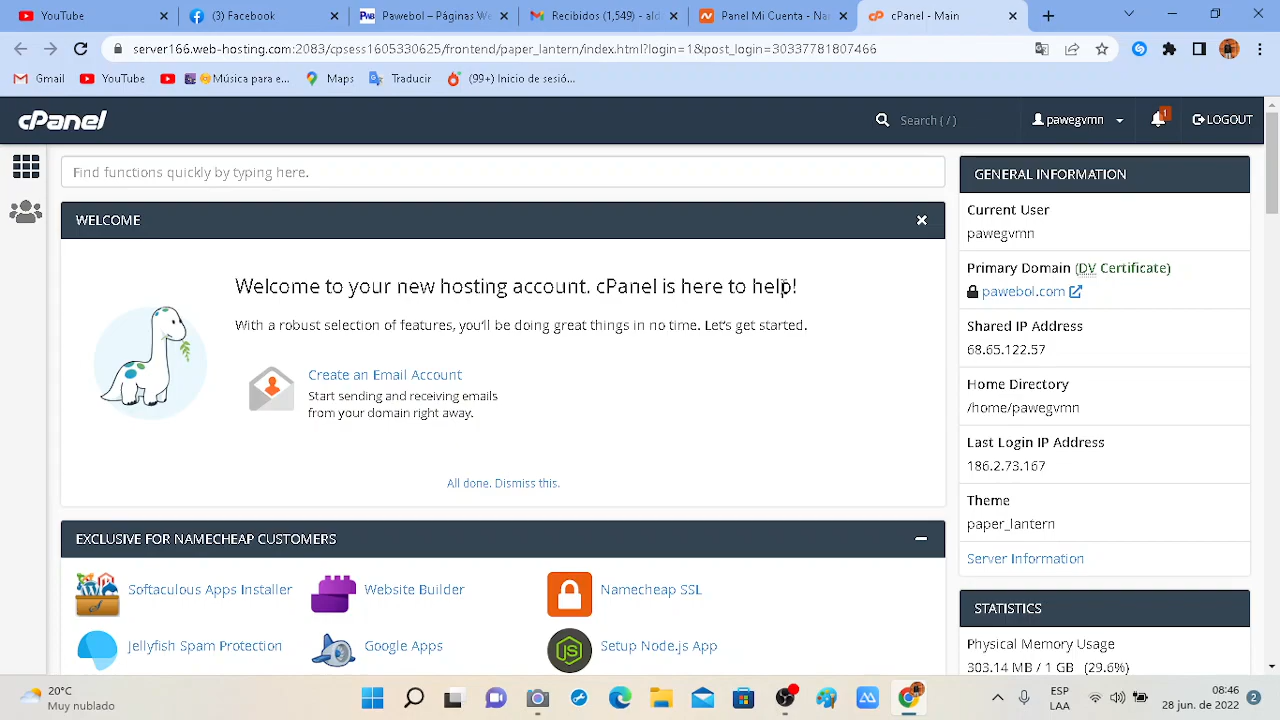 YouTube
(3) Facebook
Pawebol – Páginas We
Recibidos (1,549) - ald
Panel Mi Cuenta - Na
cPanel - Main
server166.web-hosting.com:2083/cpsess1605330625/frontend/paper_lantern/index.html?login=1&post_login=30337781807466
Gmail
YouTube
Música para e...
Maps
Traducir
(99+) Inicio de sesió...
cPanel
Search ( / )
pawegvmn
1
LOGOUT
Find functions quickly by typing here.
WELCOME
Welcome to your new hosting account. cPanel is here to help!
With a robust selection of features, you'll be doing great things in no time. Let's get started.
Create an Email Account
Start sending and receiving emails
from your domain right away.
All done. Dismiss this.
EXCLUSIVE FOR NAMECHEAP CUSTOMERS
Softaculous Apps Installer
Website Builder
Namecheap SSL
Jellyfish Spam Protection
Google Apps
Setup Node.js App
GENERAL INFORMATION
Current User
pawegvmn
Primary Domain (DV Certificate)
pawebol.com
Shared IP Address
68.65.122.57
Home Directory
/home/pawegvmn
Last Login IP Address
186.2.73.167
Theme
paper_lantern
Server Information
STATISTICS
Physical Memory Usage
303.14 MB / 1 GB (29.6%)
20°C
Muy nublado
ESP
LAA
08:46
28 jun. de 2022
2